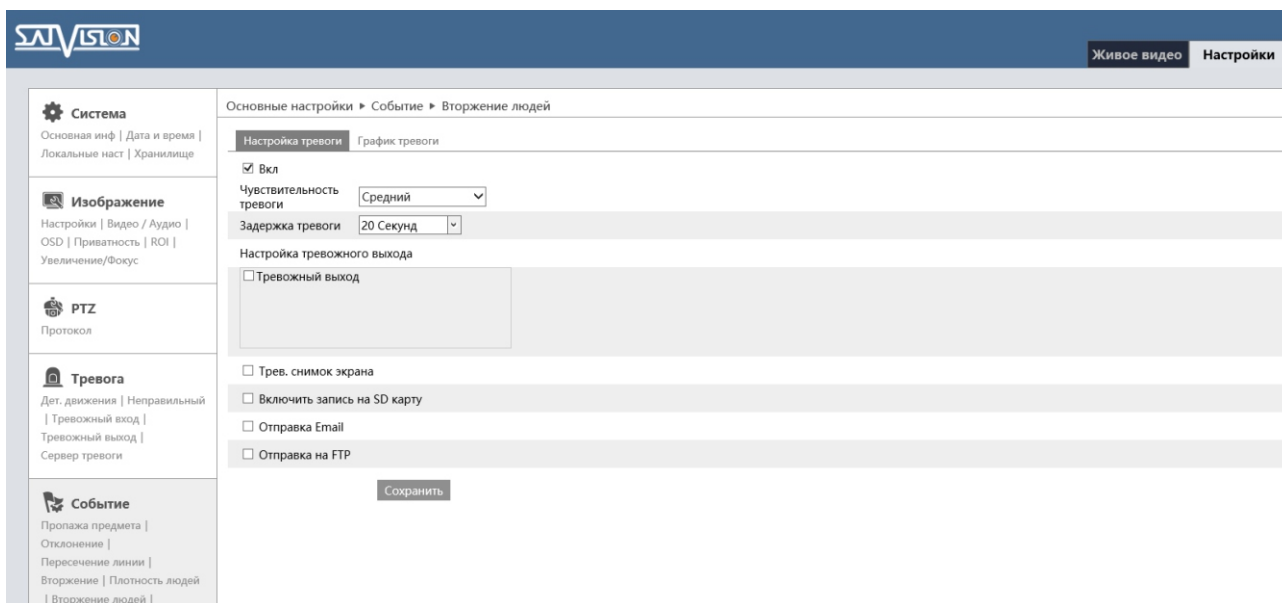 SATVISION
Живое видео
Настройки
Система
Основная инф | Дата и время |
Локальные наст | Хранилище
Изображение
Настройки | Видео / Аудио |
OSD | Приватность | ROI |
Увеличение/Фокус
PTZ
Протокол
Тревога
Дет. движения | Неправильный
| Тревожный вход |
Тревожный выход |
Сервер тревоги
Событие
Пропажа предмета |
Отклонение |
Пересечение линии |
Вторжение | Плотность людей
| Вторжение людей |
Основные настройки ▸ Событие ▸ Вторжение людей
Настройка тревоги График тревоги
Вкл
Чувствительность
тревоги
Средний
Задержка тревоги 20 Секунд
Настройка тревожного выхода
Тревожный выход
Трев. снимок экрана
Включить запись на SD карту
Отправка Email
Отправка на FTP
Сохранить